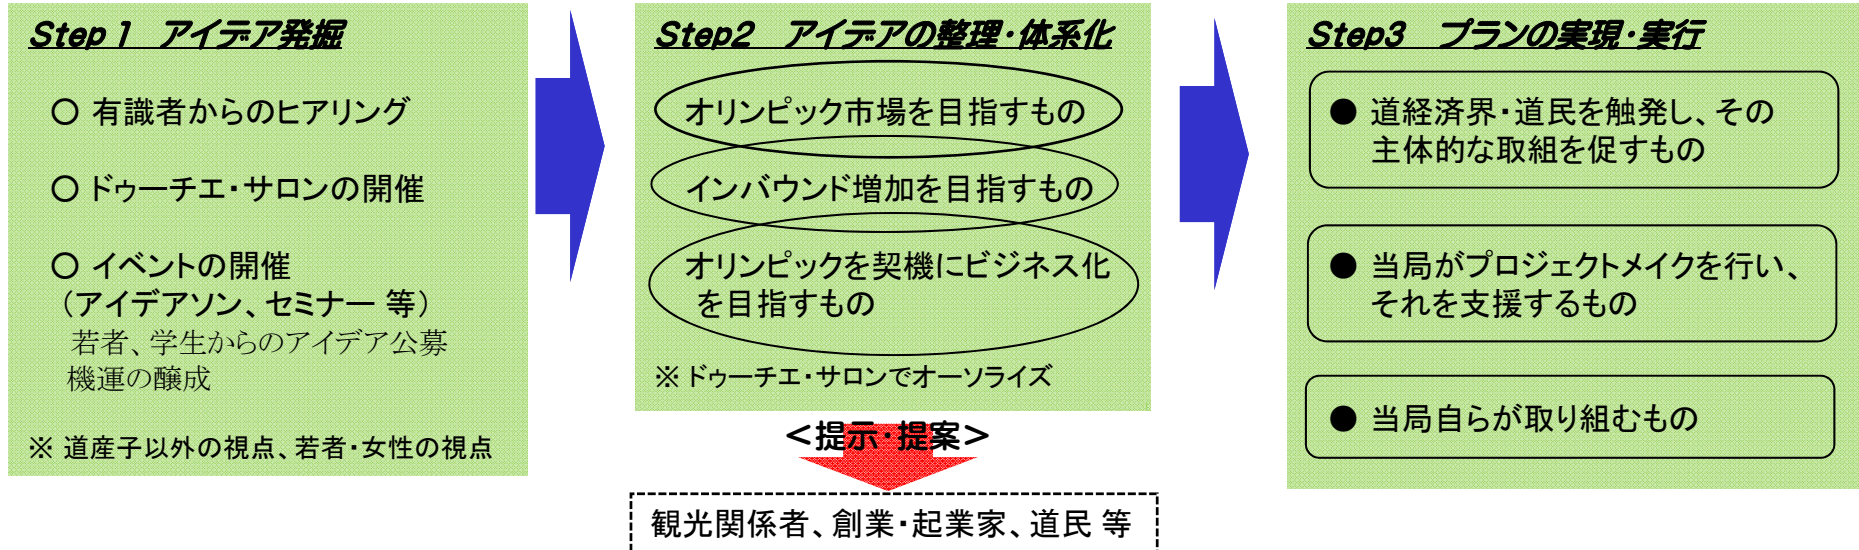 Step1 アイデア発掘
○ 有識者からのヒアリング
○ ドゥーチエ・サロンの開催
○ イベントの開催
（アイデアソン、セミナー 等）
若者、学生からのアイデア公募
機運の醸成
※ 道産子以外の視点、若者・女性の視点
Step2 アイデアの整理・体系化
オリンピック市場を目指すもの
インバウンド増加を目指すもの
オリンピックを契機にビジネス化
を目指すもの
※ ドゥーチエ・サロンでオーソライズ
＜提示・提案＞
観光関係者、創業・起業家、道民 等
Step3 プランの実現・実行
● 道経済界・道民を触発し、その
主体的な取組を促すもの
● 当局がプロジェクトメイクを行い、
それを支援するもの
● 当局自らが取り組むもの